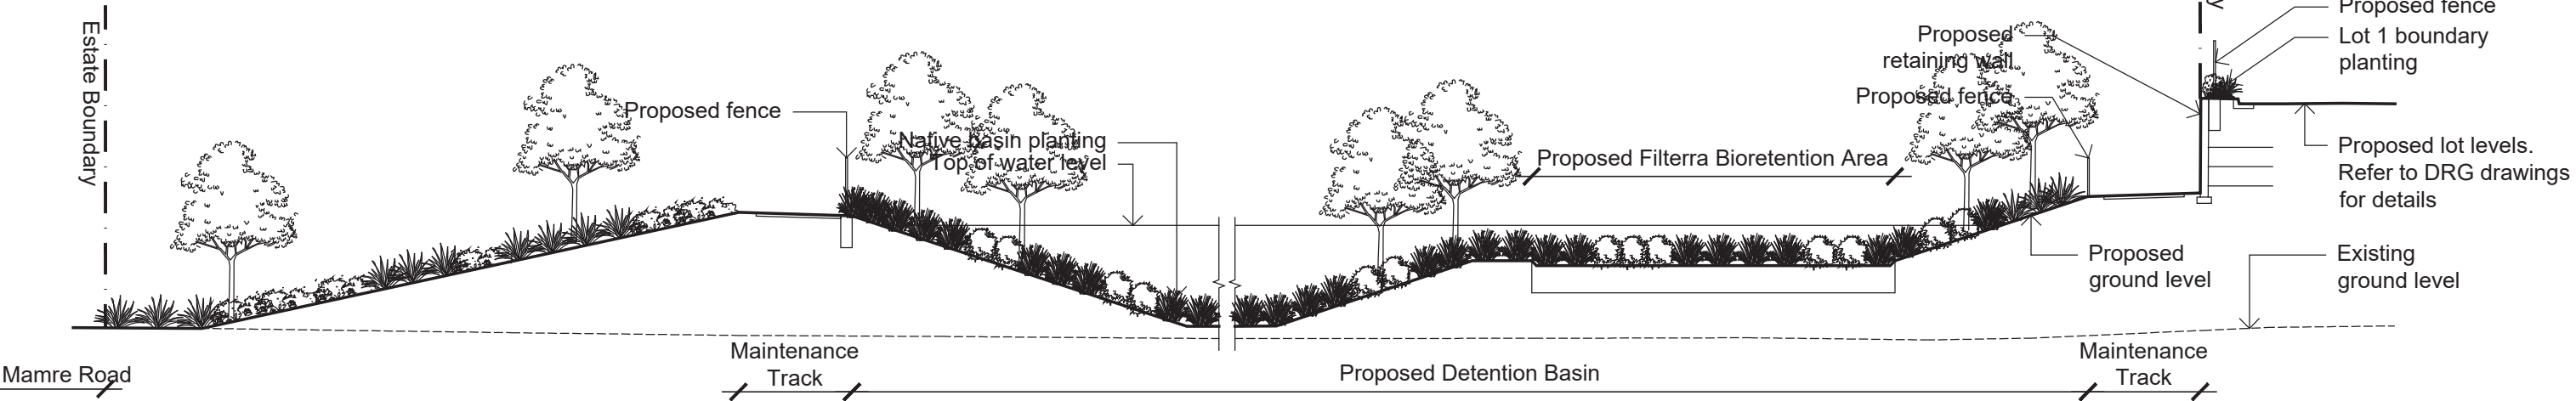 Estate Boundary
Proposed fence
Native basin planting
Top of water level
Proposed Filterra Bioretention Area
Proposed
retaining wall
Proposed fence
Proposed fence
Lot 1 boundary
planting
Proposed lot levels.
Refer to DRG drawings
for details
Proposed
ground level
Existing
ground level
Mamre Road
Maintenance
Track
Proposed Detention Basin
Maintenance
Track